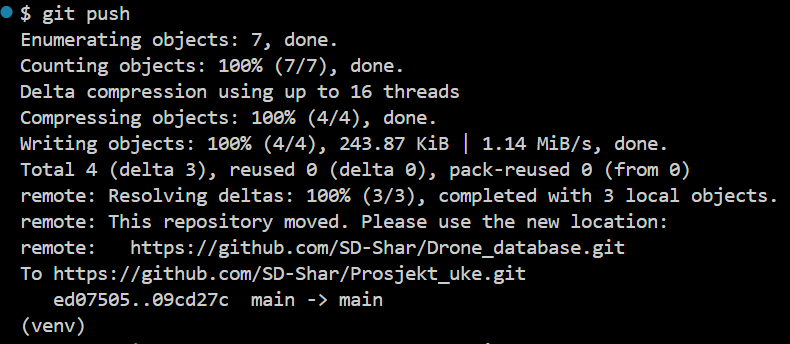 $ git push
Enumerating objects: 7, done.
Counting objects: 100% (7/7), done.
Delta compression using up to 16 threads
Compressing objects: 100% (4/4), done.
Writing objects: 100% (4/4), 243.87 KiB | 1.14 MiB/s, done.
Total 4 (delta 3), reused 0 (delta 0), pack-reused 0 (from 0)
remote: Resolving deltas: 100% (3/3), completed with 3 local objects.
remote: This repository moved. Please use the new location:
remote:   https://github.com/SD-Shar/Drone_database.git
To https://github.com/SD-Shar/Prosjekt_uke.git
   ed07505..09cd27c  main -> main
(venv)